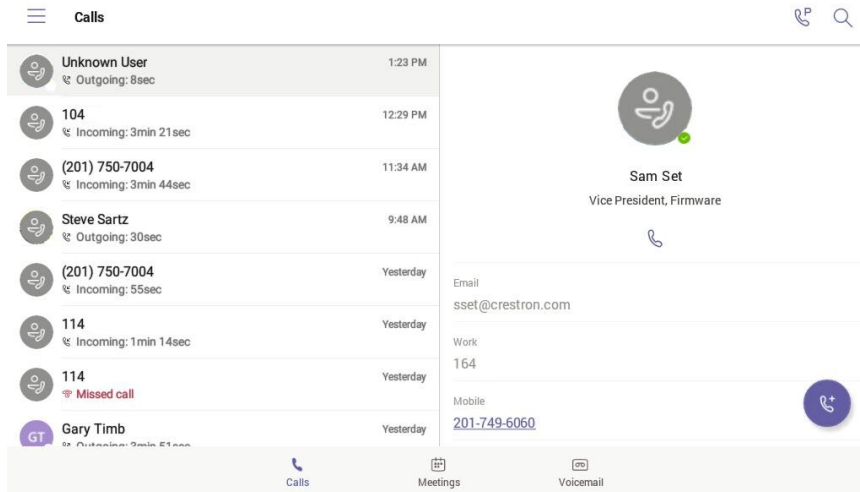 Calls
P
Unknown User 1:23 PM
Outgoing: 8sec
104 12:29 PM
Incoming: 3min 21sec
(201) 750-7004 11:34 AM
Incoming: 3min 44sec
Steve Sartz 9:48 AM
Outgoing: 30sec
(201) 750-7004 Yesterday
Incoming: 55sec
114 Yesterday
Incoming: 1min 14sec
114 Yesterday
Missed call
GT
Gary Timb Yesterday
Outgoing: 3min 51sec
Sam Set
Vice President, Firmware
Email
sset@crestron.com
Work
164
Mobile
201-749-6060
Calls
Meetings
Voicemail